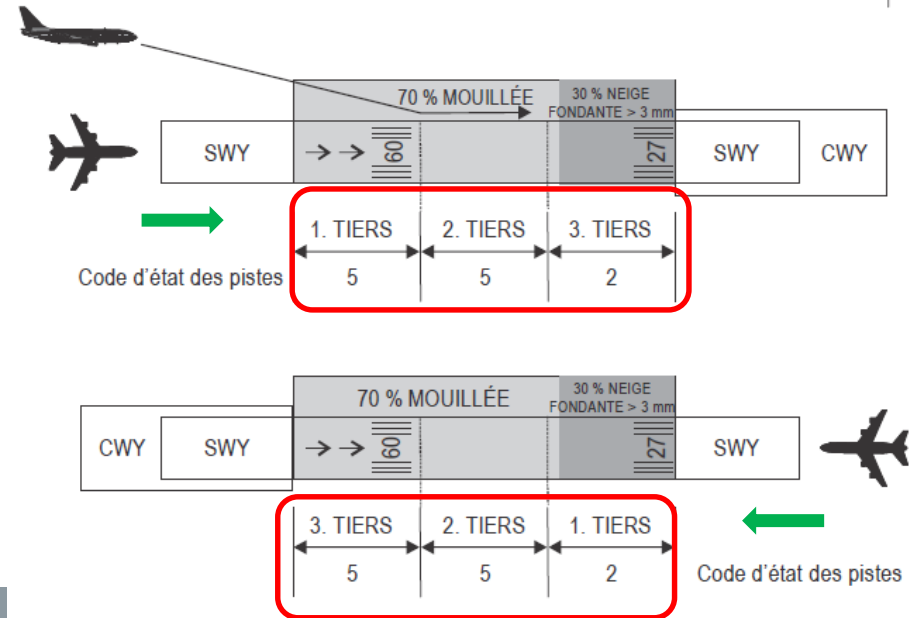 70 % MOUILLÉE
30 % NEIGE
FONDANTE > 3 mm
SWY
09
27
SWY
CWY
1. TIERS
2. TIERS
3. TIERS
Code d'état des pistes
5
5
2
70 % MOUILLÉE
30 % NEIGE
FONDANTE > 3 mm
CWY
SWY
09
27
SWY
3. TIERS
2. TIERS
1. TIERS
5
5
2
Code d'état des pistes